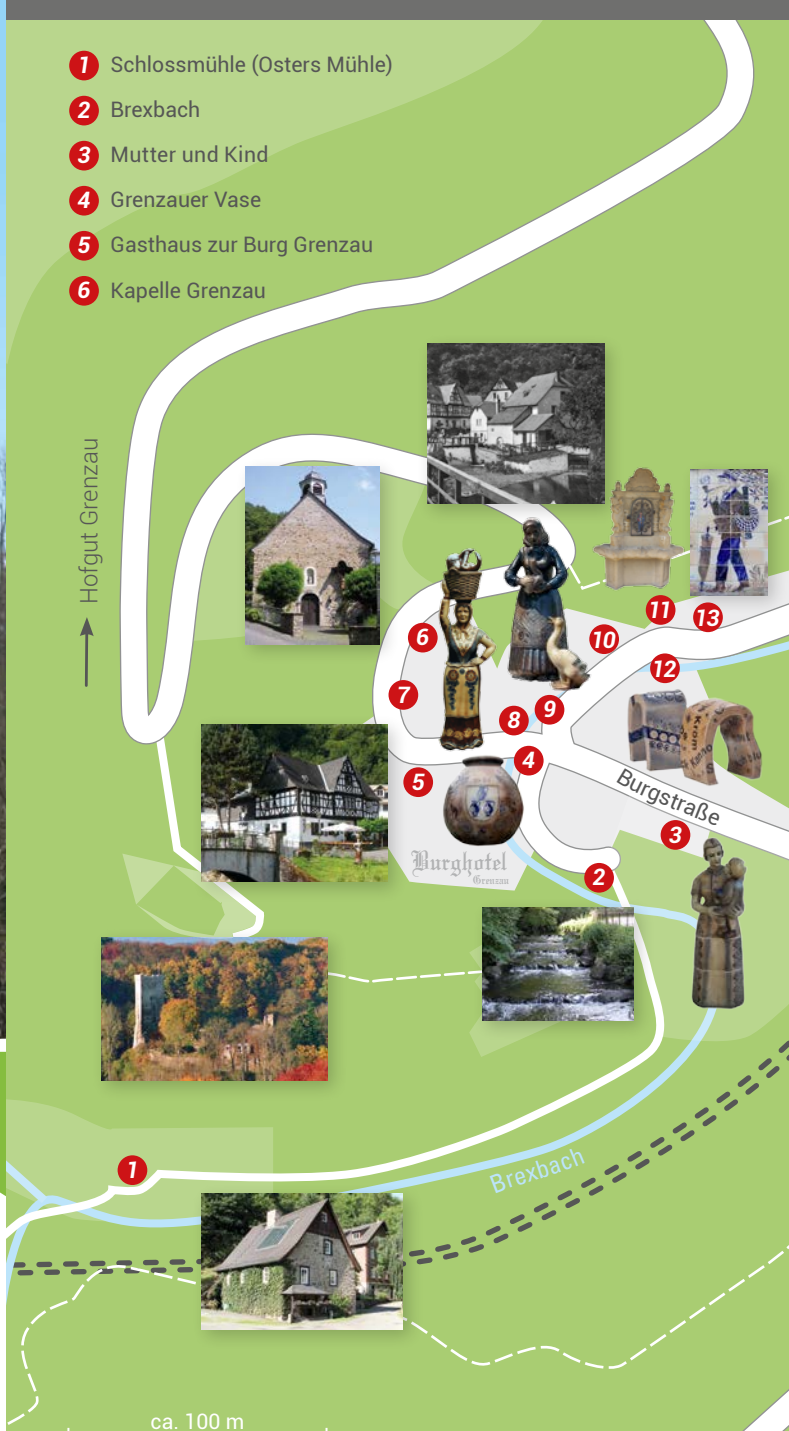 1 Schlossmühle (Osters Mühle)
2 Brexbach
3 Mutter und Kind
4 Grenzauer Vase
5 Gasthaus zur Burg Grenzau
6 Kapelle Grenzau
Hofgut Grenzau
11
13
6
10
12
7
9
8
4
5
Burgstraße
3
Burghotel
Grenzau
2
1
Brexbach
ca. 100 m